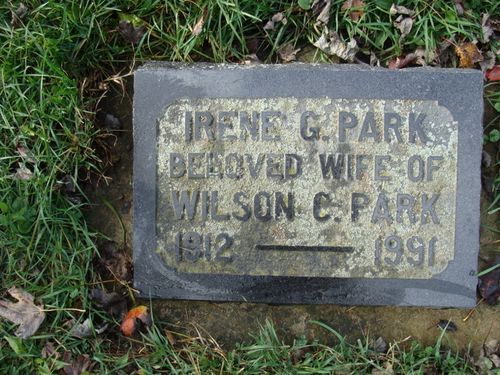 IRENE G. PARK
BELOVED WIFE OF
WILSON C. PARK
1912 — 1991